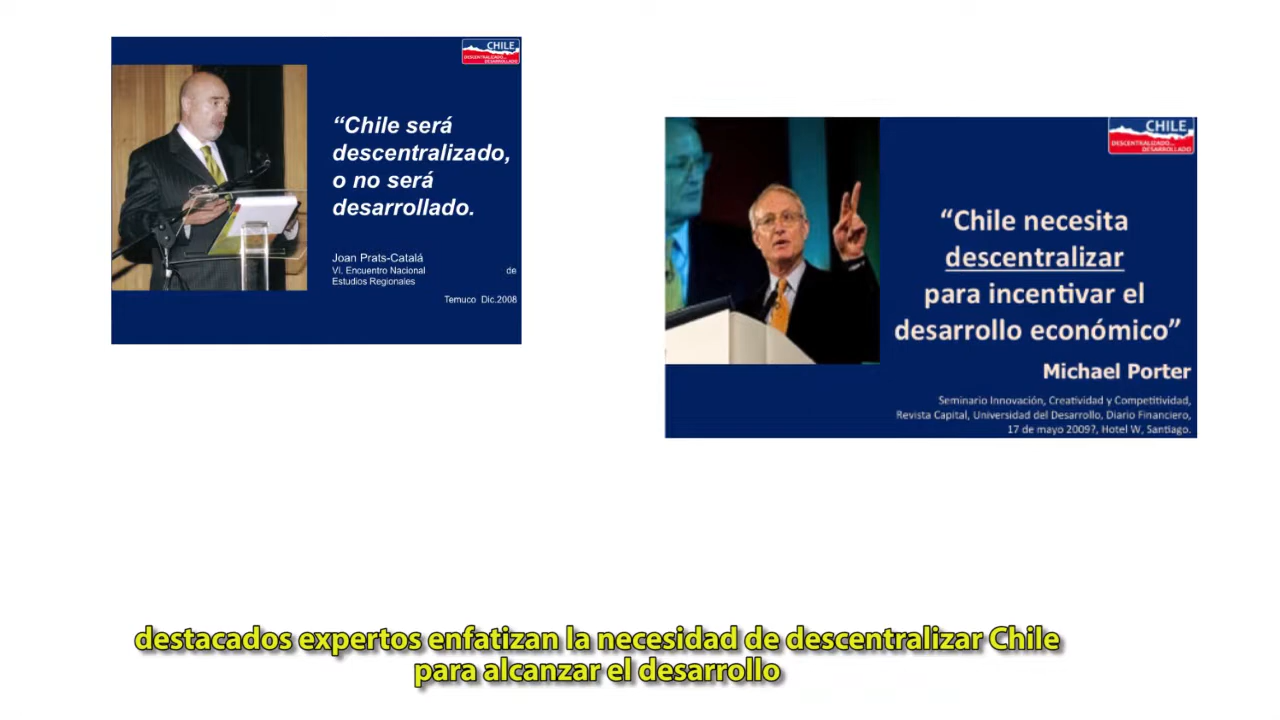 CHILE
DESCENTRALIZADO...
DESARROLLADO
“Chile será
descentralizado,
o no será
desarrollado.
Joan Prats-Catalá
VI. Encuentro Nacional de
Estudios Regionales
Temuco Dic.2008
CHILE
DESCENTRALIZADO...
DESARROLLADO
“Chile necesita
descentralizar
para incentivar el
desarrollo económico”
Michael Porter
Seminario Innovación, Creatividad y Competitividad,
Revista Capital, Universidad del Desarrollo, Diario Financiero,
17 de mayo 2009?, Hotel W, Santiago.
destacados expertos enfatizan la necesidad de descentralizar Chile
para alcanzar el desarrollo